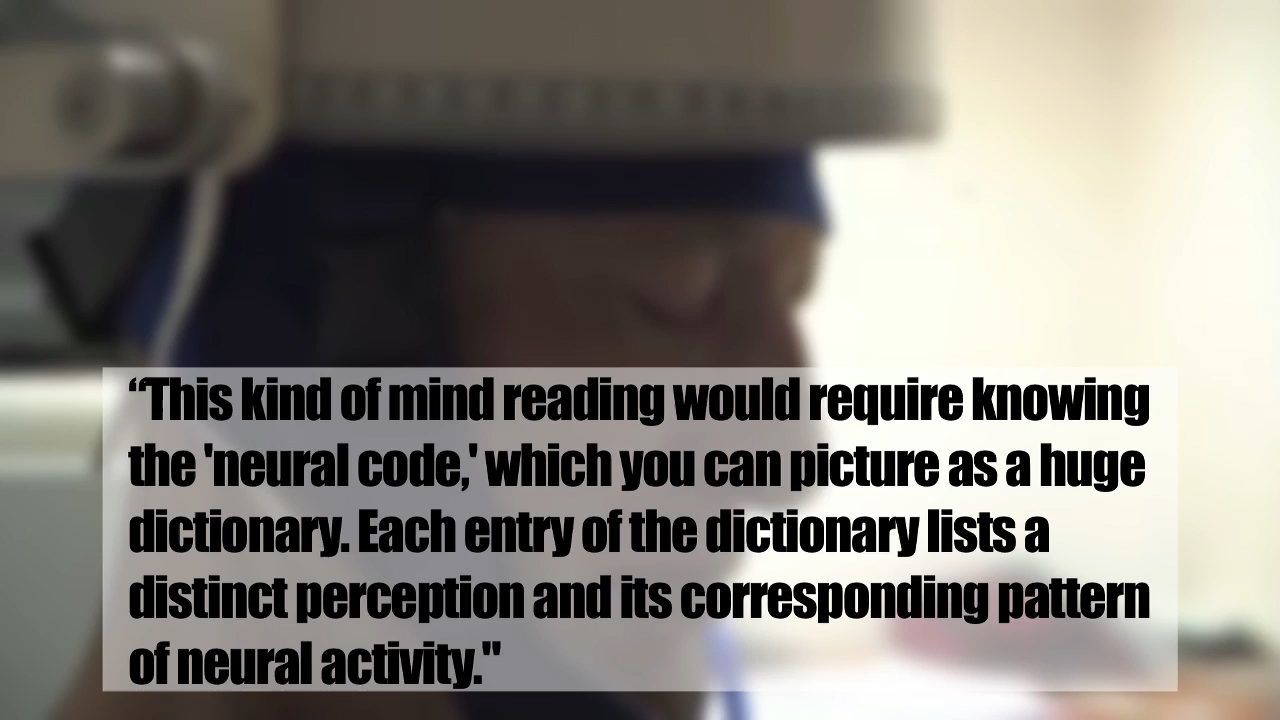 “This kind of mind reading would require knowing
the 'neural code,' which you can picture as a huge
dictionary. Each entry of the dictionary lists a
distinct perception and its corresponding pattern
of neural activity."